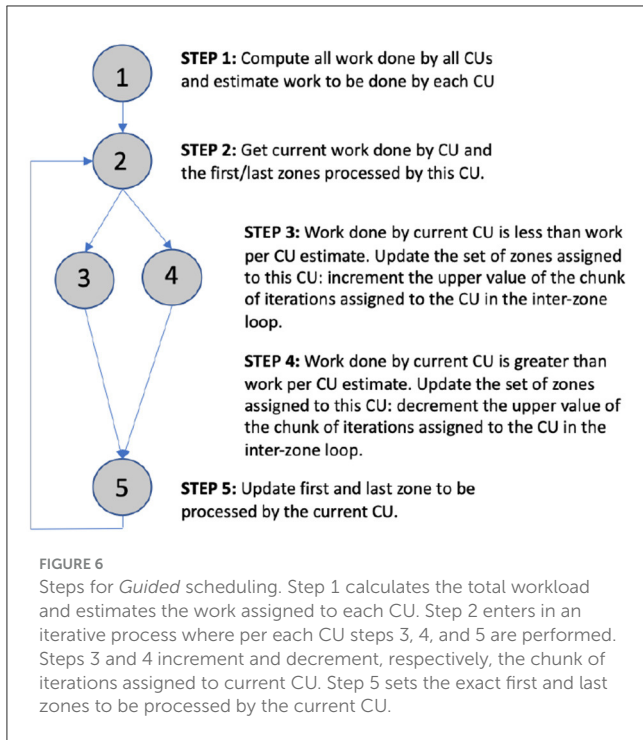 1
STEP 1: Compute all work done by all CUs
and estimate work to be done by each CU
2
STEP 2: Get current work done by CU and
the first/last zones processed by this CU.
3
4
STEP 3: Work done by current CU is less than work
per CU estimate. Update the set of zones assigned
to this CU: increment the upper value of the chunk
of iterations assigned to the CU in the inter-zone
loop.
STEP 4: Work done by current CU is greater than
work per CU estimate. Update the set of zones
assigned to this CU: decrement the upper value of
the chunk of iterations assigned to the CU in the
inter-zone loop.
5
STEP 5: Update first and last zone to be
processed by the current CU.
FIGURE 6
Steps for Guided scheduling. Step 1 calculates the total workload
and estimates the work assigned to each CU. Step 2 enters in an
iterative process where per each CU steps 3, 4, and 5 are performed.
Steps 3 and 4 increment and decrement, respectively, the chunk of
iterations assigned to current CU. Step 5 sets the exact first and last
zones to be processed by the current CU.